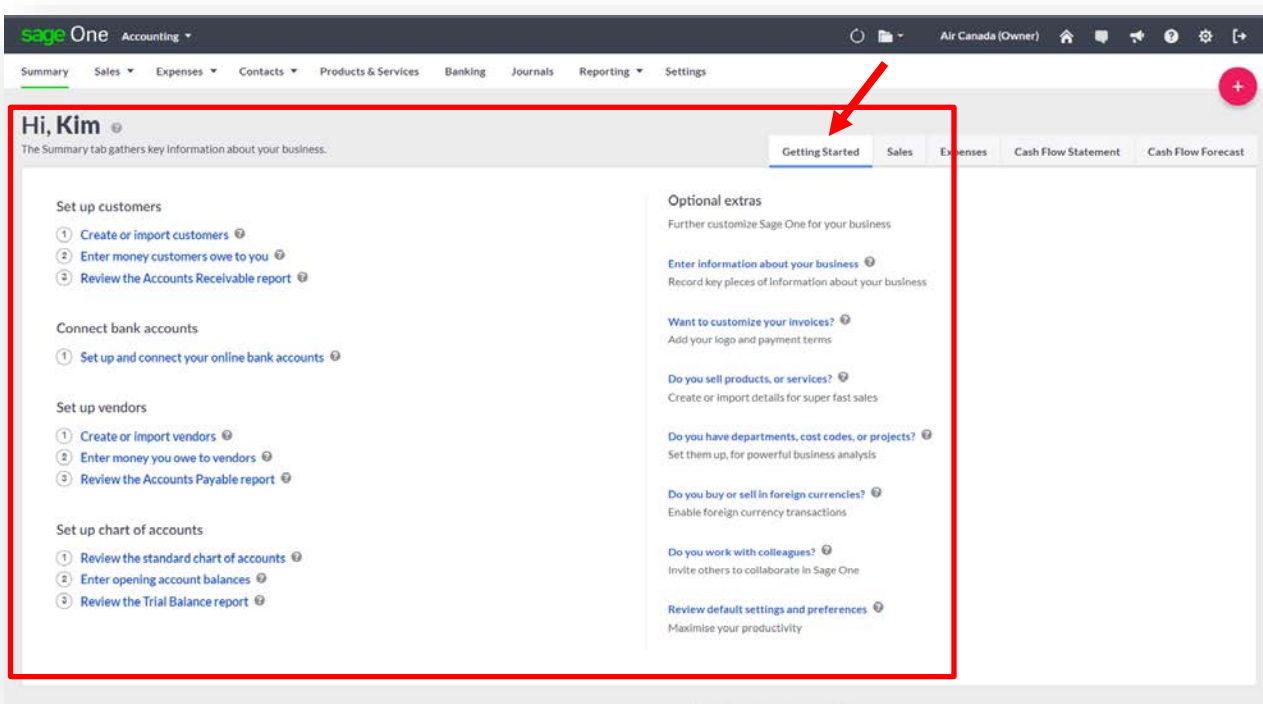 sage One Accounting
Air Canada (Owner)
Summary Sales Expenses Contacts Products & Services Banking Journals Reporting Settings
Hi, Kim
The Summary tab gathers key information about your business.
Getting Started Sales Expenses Cash Flow Statement Cash Flow Forecast
Set up customers
1 Create or import customers
2 Enter money customers owe to you
3 Review the Accounts Receivable report
Connect bank accounts
1 Set up and connect your online bank accounts
Set up vendors
1 Create or import vendors
2 Enter money you owe to vendors
3 Review the Accounts Payable report
Set up chart of accounts
1 Review the standard chart of accounts
2 Enter opening account balances
3 Review the Trial Balance report
Optional extras
Further customize Sage One for your business
Enter information about your business
Record key pieces of information about your business
Want to customize your invoices?
Add your logo and payment terms
Do you sell products, or services?
Create or import details for super fast sales
Do you have departments, cost codes, or projects?
Set them up, for powerful business analysis
Do you buy or sell in foreign currencies?
Enable foreign currency transactions
Do you work with colleagues?
Invite others to collaborate in Sage One
Review default settings and preferences
Maximise your productivity